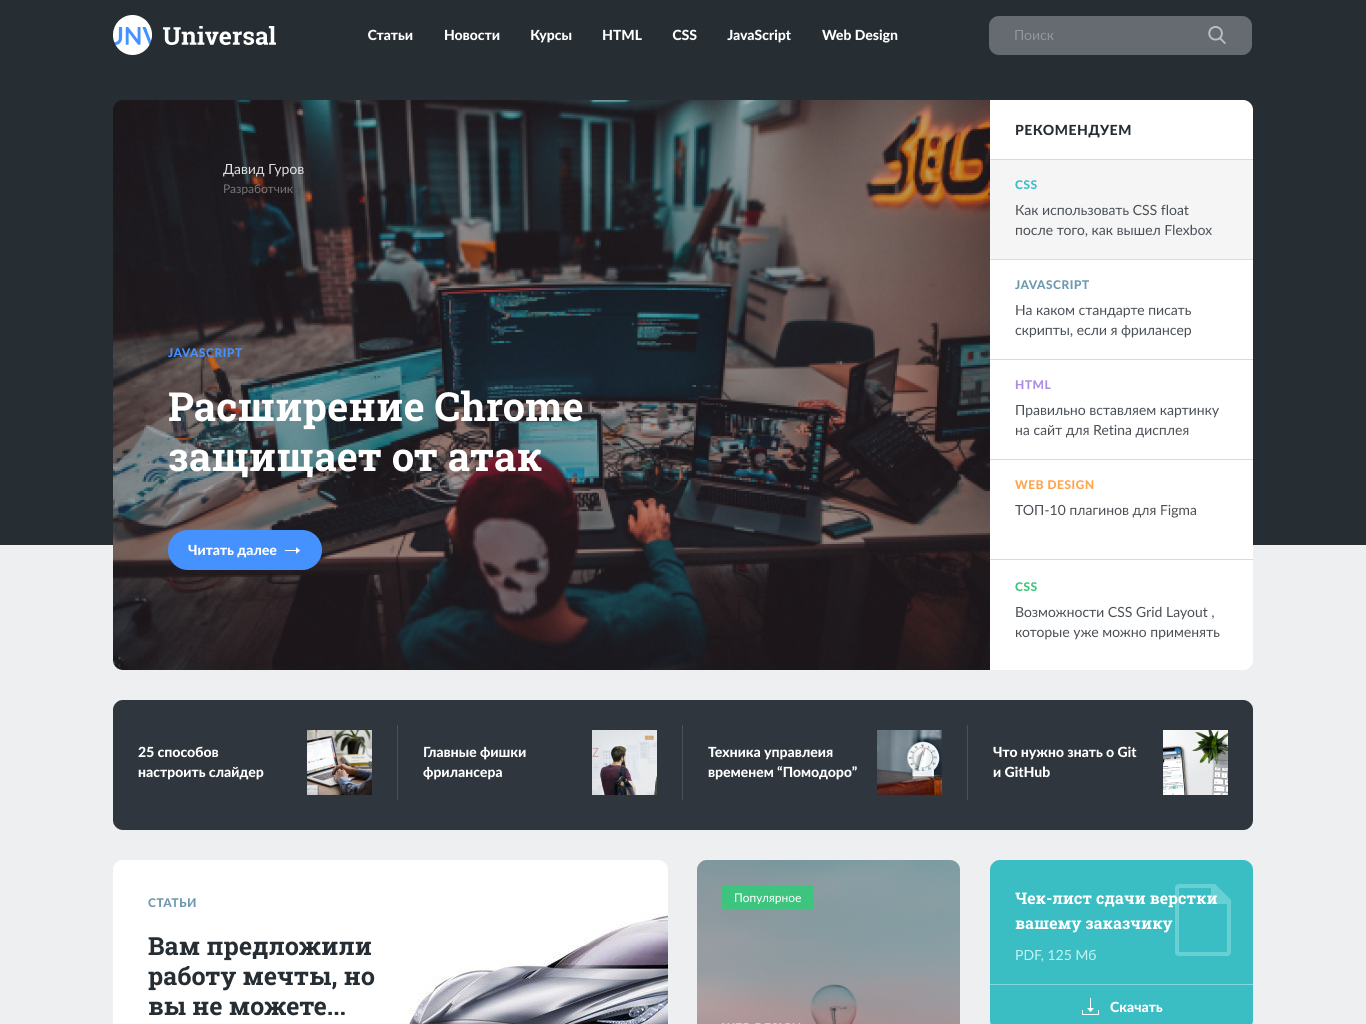 UNV Universal
Статьи Новости Курсы HTML CSS JavaScript Web Design
Поиск
Давид Гуров
Разработчик
JAVASCRIPT
Расширение Chrome
защищает от атак
Читать далее
РЕКОМЕНДУЕМ
CSS
Как использовать CSS float
после того, как вышел Flexbox
JAVASCRIPT
На каком стандарте писать
скрипты, если я фрилансер
HTML
Правильно вставляем картинку
на сайт для Retina дисплея
WEB DESIGN
ТОП-10 плагинов для Figma
CSS
Возможности CSS Grid Layout ,
которые уже можно применять
25 способов
настроить слайдер
Главные фишки
фрилансера
Техника управлеия
временем “Помодоро”
Что нужно знать о Git
и GitHub
СТАТЬИ
Вам предложили
работу мечты, но
вы не можете...
Популярное
Чек-лист сдачи верстки
вашему заказчику
PDF, 125 Мб
Скачать